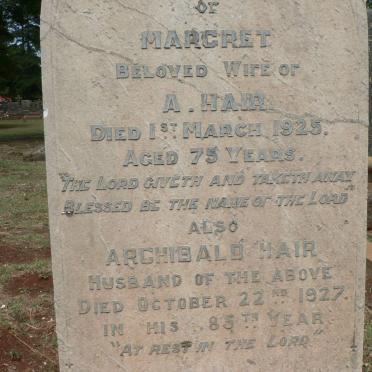 OF
MARGRET
BELOVED WIFE OF
A. HAIR
DIED 1ST MARCH 1925.
AGED 75 YEARS.
"THE LORD GIVETH AND TAKETH AWAY
BLESSED BE THE NAME OF THE LORD"
ALSO
ARCHIBALD HAIR
HUSBAND OF THE ABOVE
DIED OCTOBER 22ND 1927.
IN HIS 85TH YEAR
"AT REST IN THE LORD"